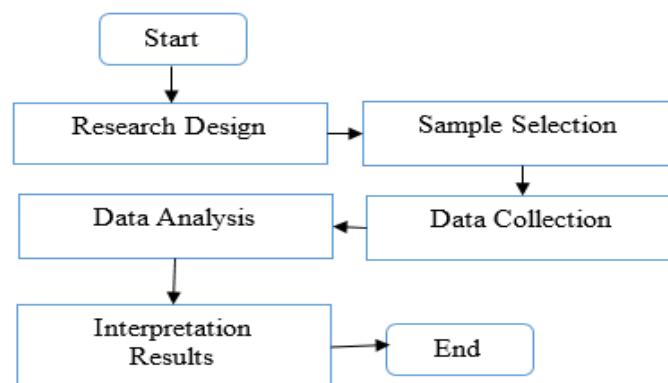 Start
Research Design
Sample Selection
Data Collection
Data Analysis
Interpretation
Results
End